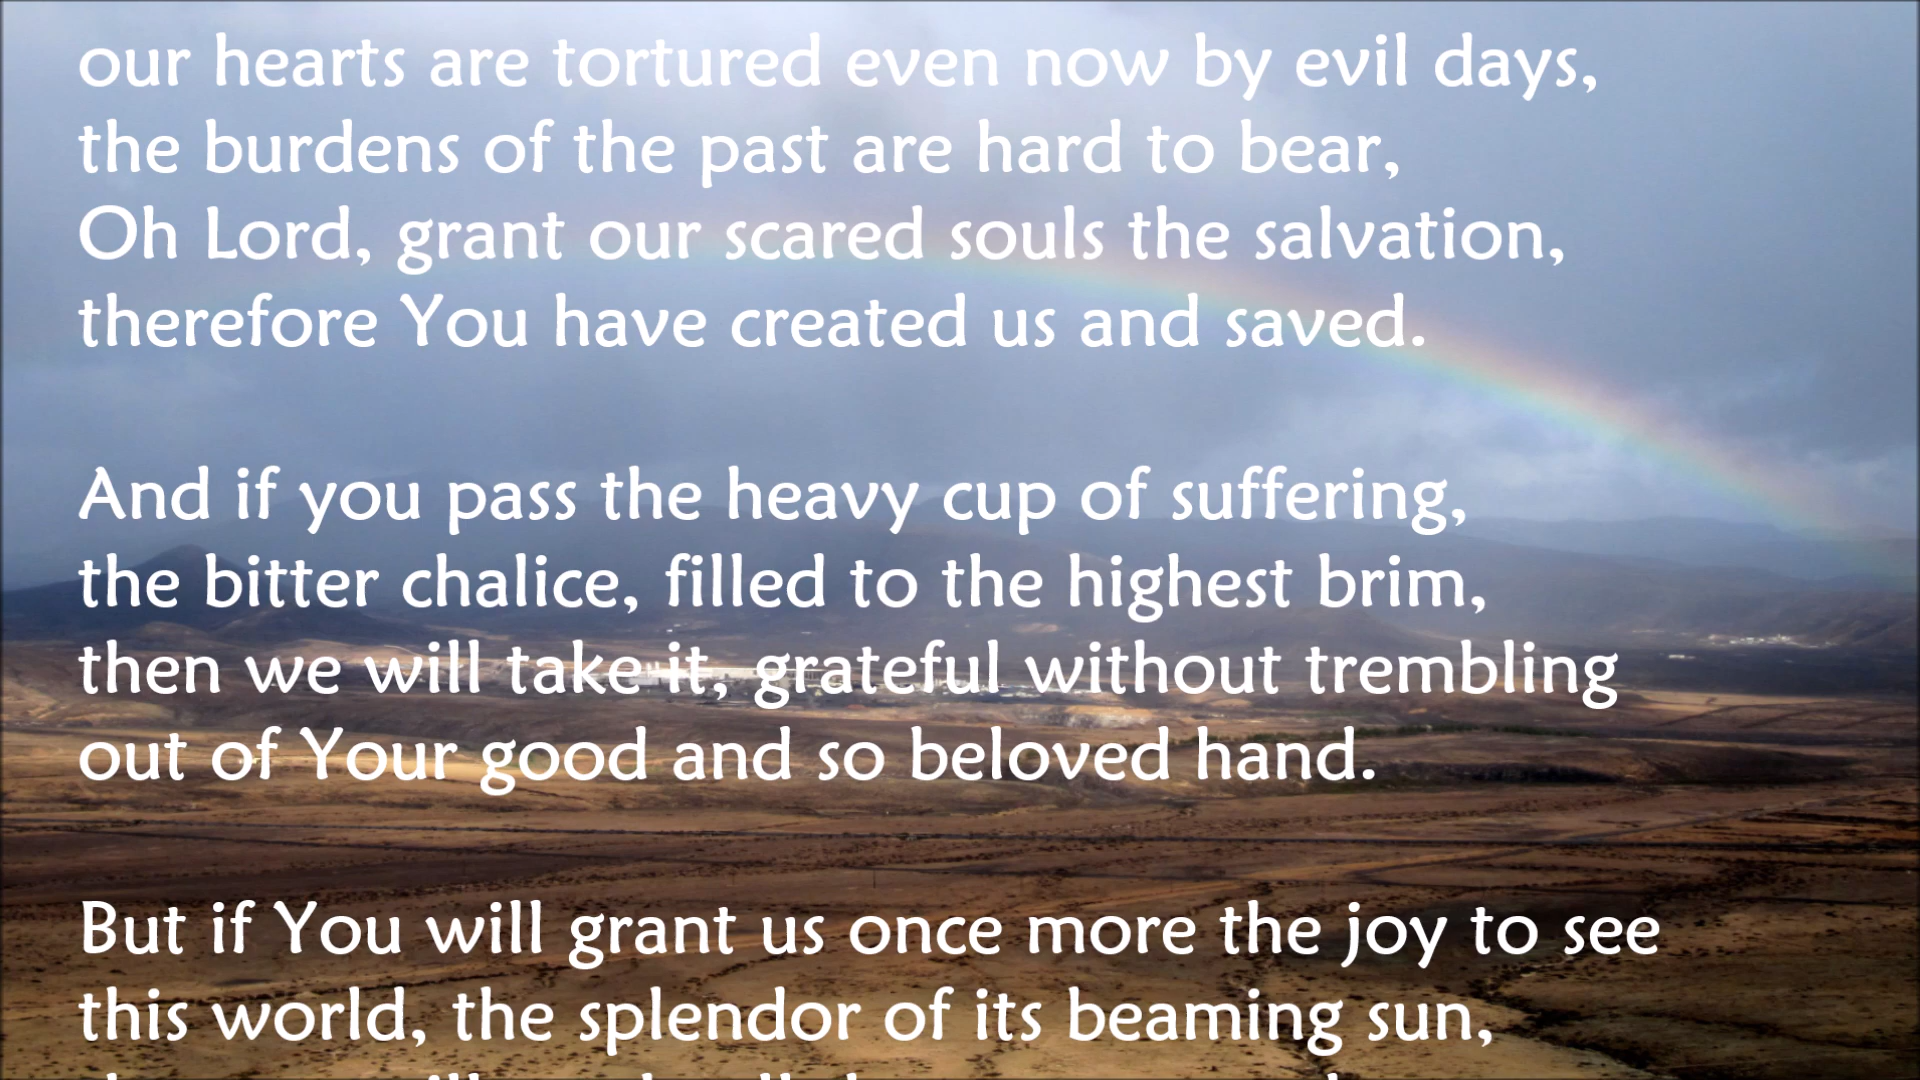 our hearts are tortured even now by evil days,
the burdens of the past are hard to bear,
Oh Lord, grant our scared souls the salvation,
therefore You have created us and saved.
And if you pass the heavy cup of suffering,
the bitter chalice, filled to the highest brim,
then we will take it, grateful without trembling
out of Your good and so beloved hand.
But if You will grant us once more the joy to see
this world, the splendor of its beaming sun,